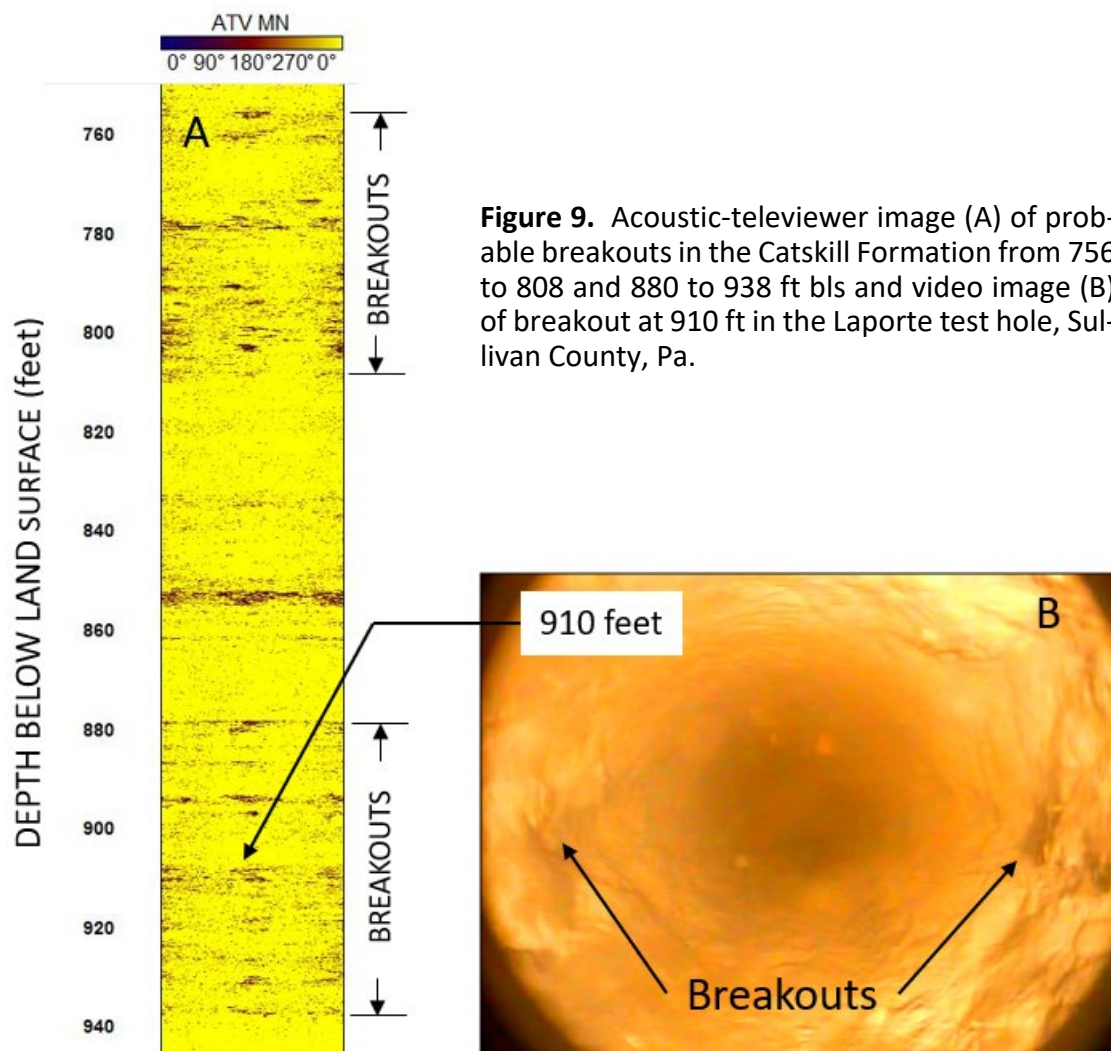 ATV MN
0° 90° 180°270° 0°
A
DEPTH BELOW LAND SURFACE (feet)
760
780
800
820
840
860
880
900
920
940
BREAKOUTS
BREAKOUTS
Figure 9. Acoustic-televiewer image (A) of prob-
able breakouts in the Catskill Formation from 756
to 808 and 880 to 938 ft bls and video image (B)
of breakout at 910 ft in the Laporte test hole, Sul-
livan County, Pa.
910 feet
B
Breakouts